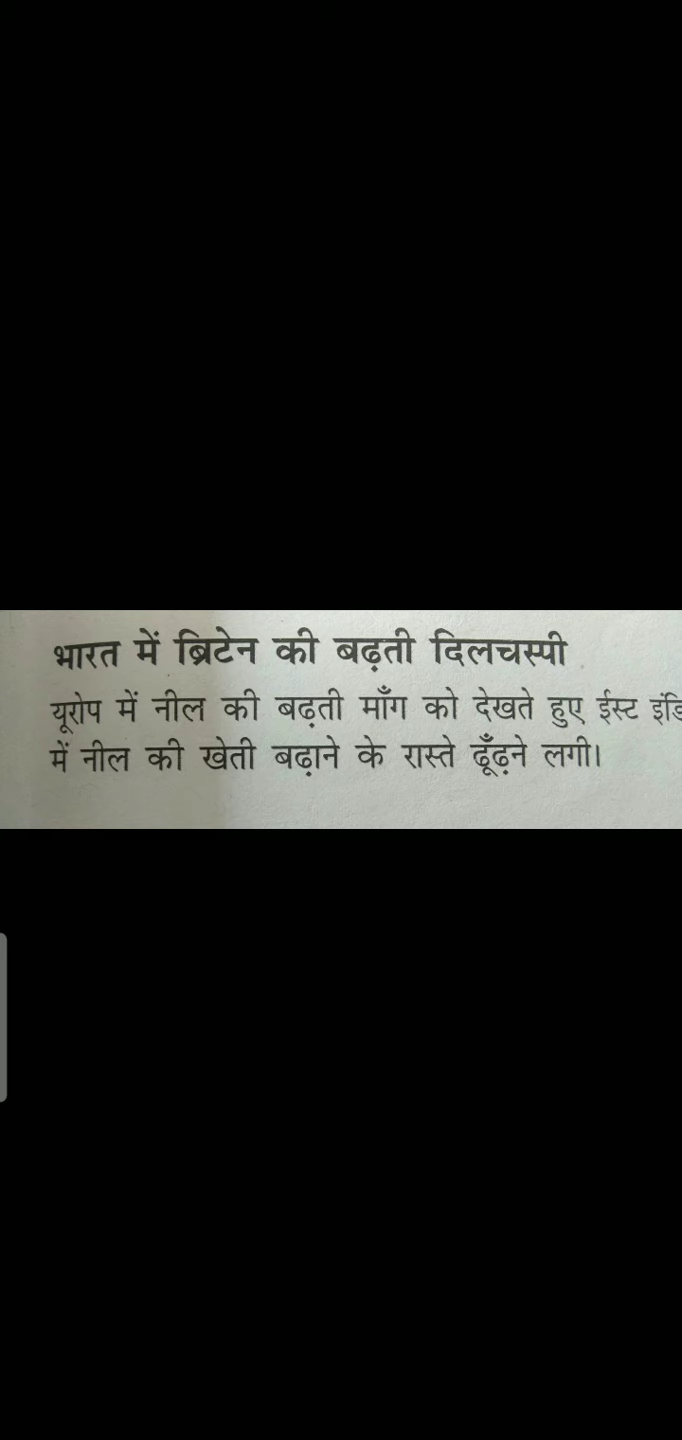 भारत में ब्रिटेन की बढ़ती दिलचस्पी
यूरोप में नील की बढ़ती माँग को देखते हुए ईस्ट
में नील की खेती बढ़ाने के रास्ते ढूँढ़ने लगी।